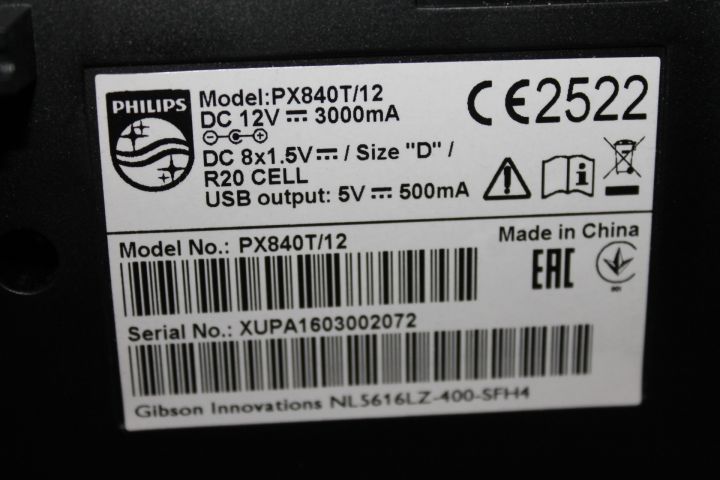 PHILIPS
Model:PX840T/12
DC 12V ⎓ 3000mA
DC 8x1.5V ⎓ / Size "D" /
R20 CELL
USB output: 5V ⎓ 500mA
CE2522
Model No.: PX840T/12
Made in China
EAC
Serial No.: XUPA1603002072
Gibson Innovations NL5616LZ-400-SFH4